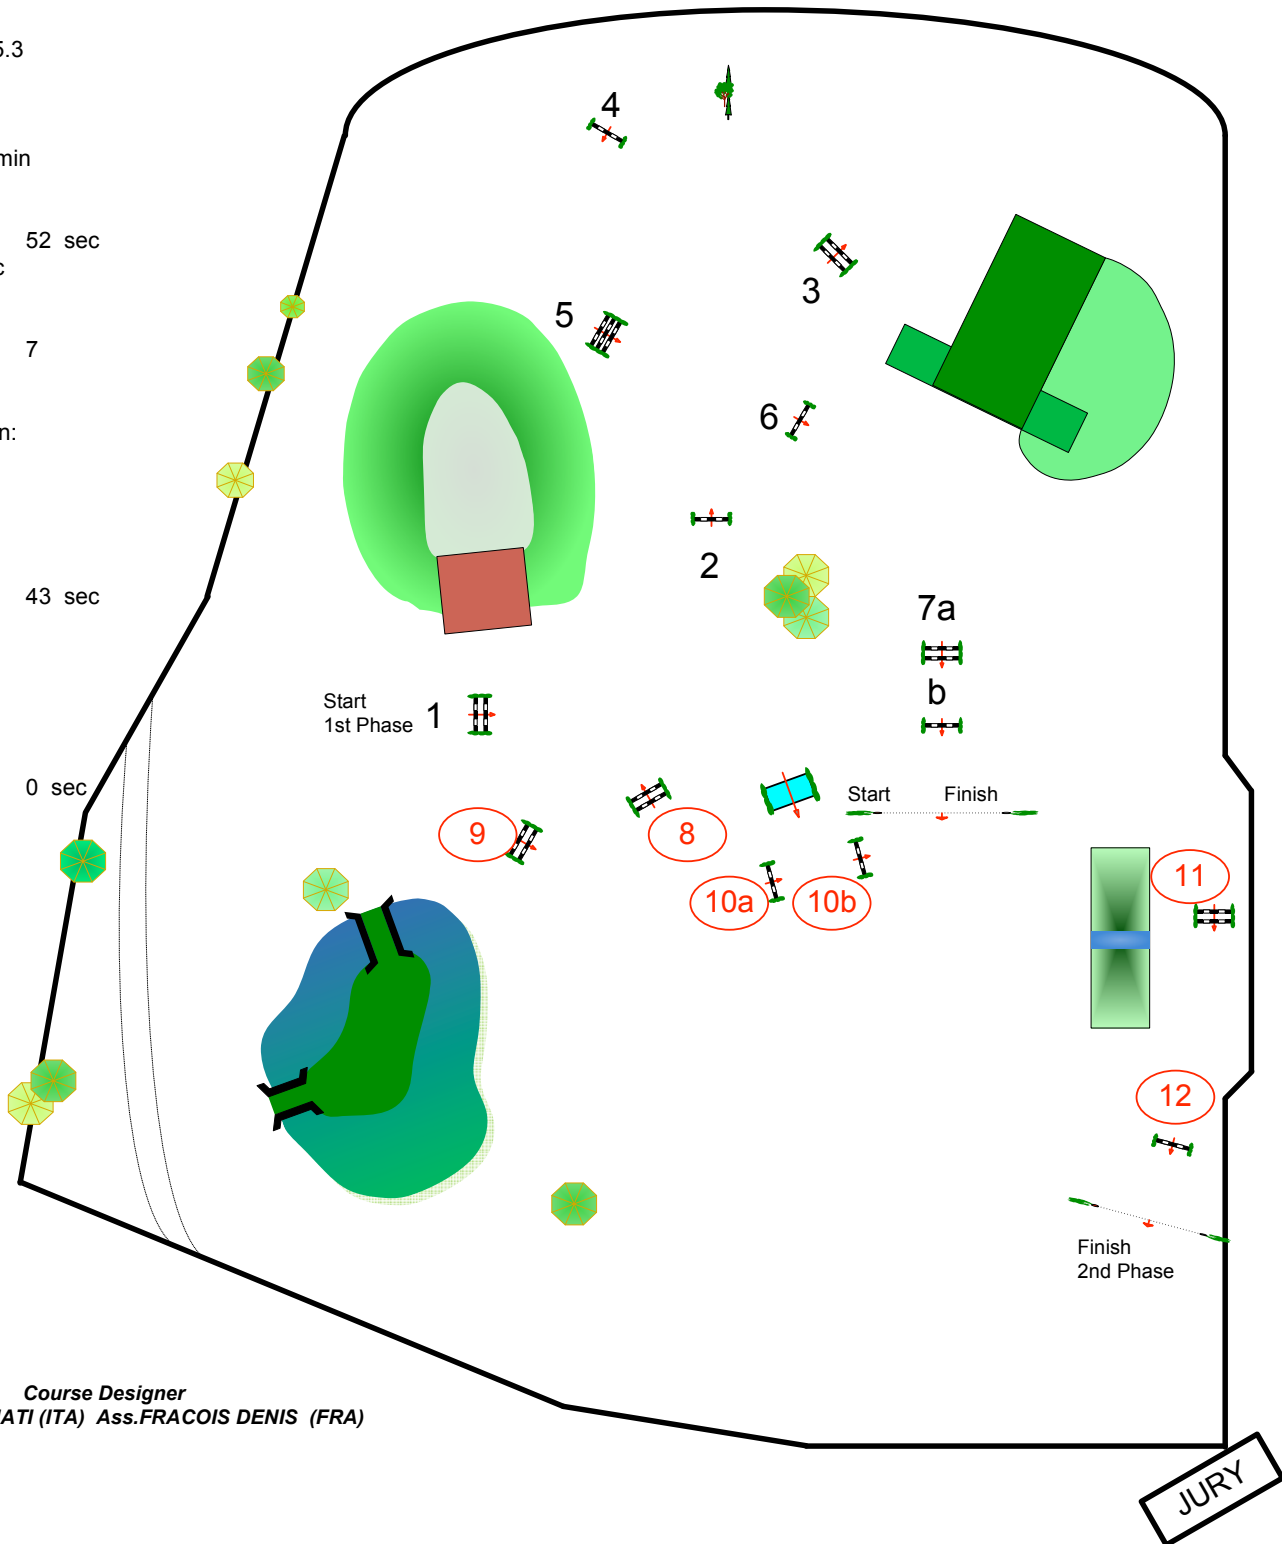 5.3
min
52 sec
c
7
n:
43 sec
0 sec
4
3
5
6
2
7a
b
Start
1st Phase
1
Start Finish
9
8
10a
10b
11
12
Finish
2nd Phase
Course Designer
IATI (ITA) Ass.FRACOIS DENIS (FRA)
JURY